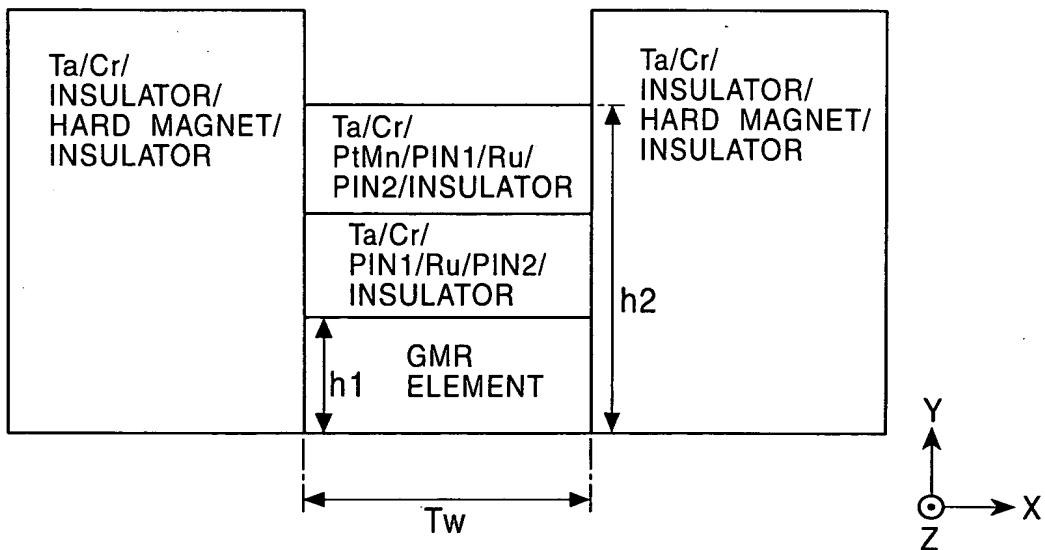 Ta/Cr/
INSULATOR/
HARD MAGNET/
INSULATOR
Ta/Cr/
PtMn/PIN1/Ru/
PIN2/INSULATOR
Ta/Cr/
PIN1/Ru/PIN2/
INSULATOR
GMR
ELEMENT
h1
h2
Ta/Cr/
INSULATOR/
HARD MAGNET/
INSULATOR
Tw
Y
X
Z